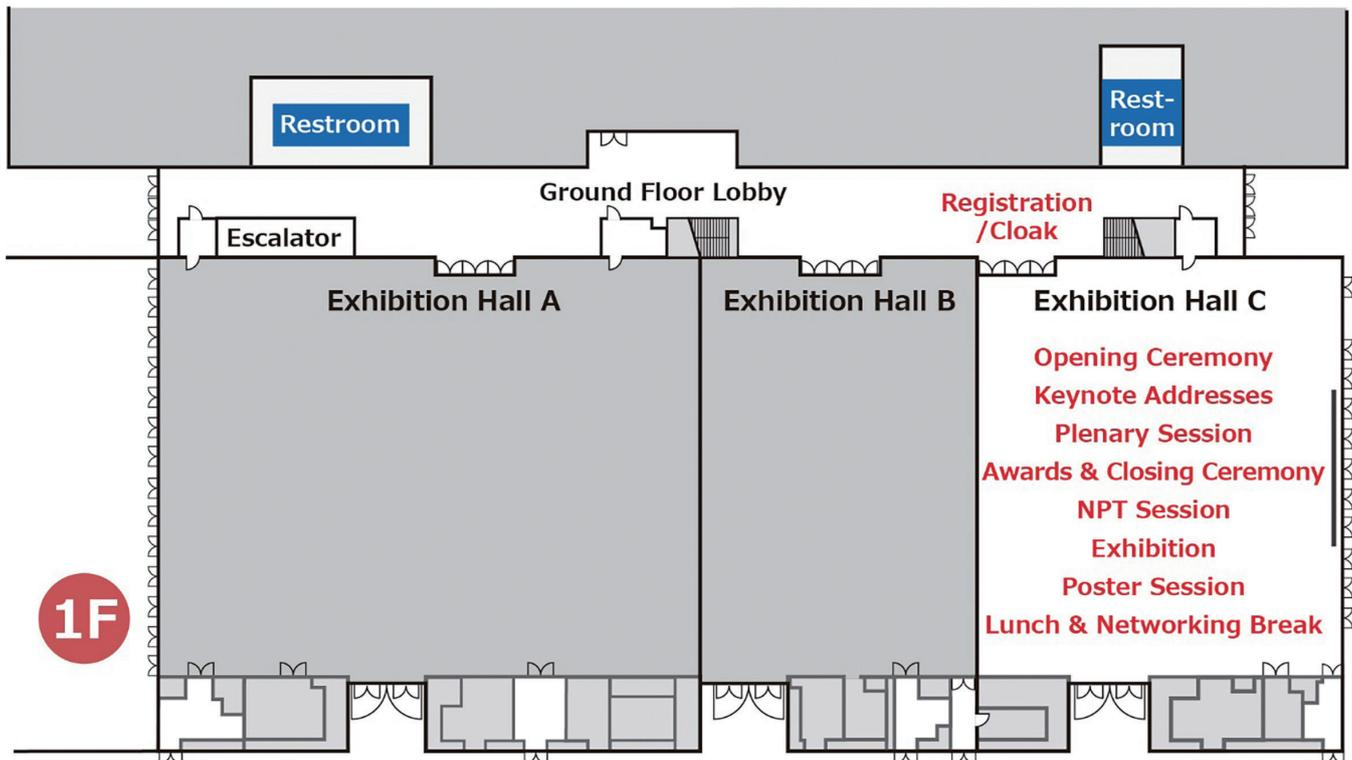 Restroom
Rest-
room
Ground Floor Lobby
Registration
/Cloak
Escalator
Exhibition Hall A
Exhibition Hall B
Exhibition Hall C
Opening Ceremony
Keynote Addresses
Plenary Session
Awards & Closing Ceremony
NPT Session
Exhibition
Poster Session
Lunch & Networking Break
1F